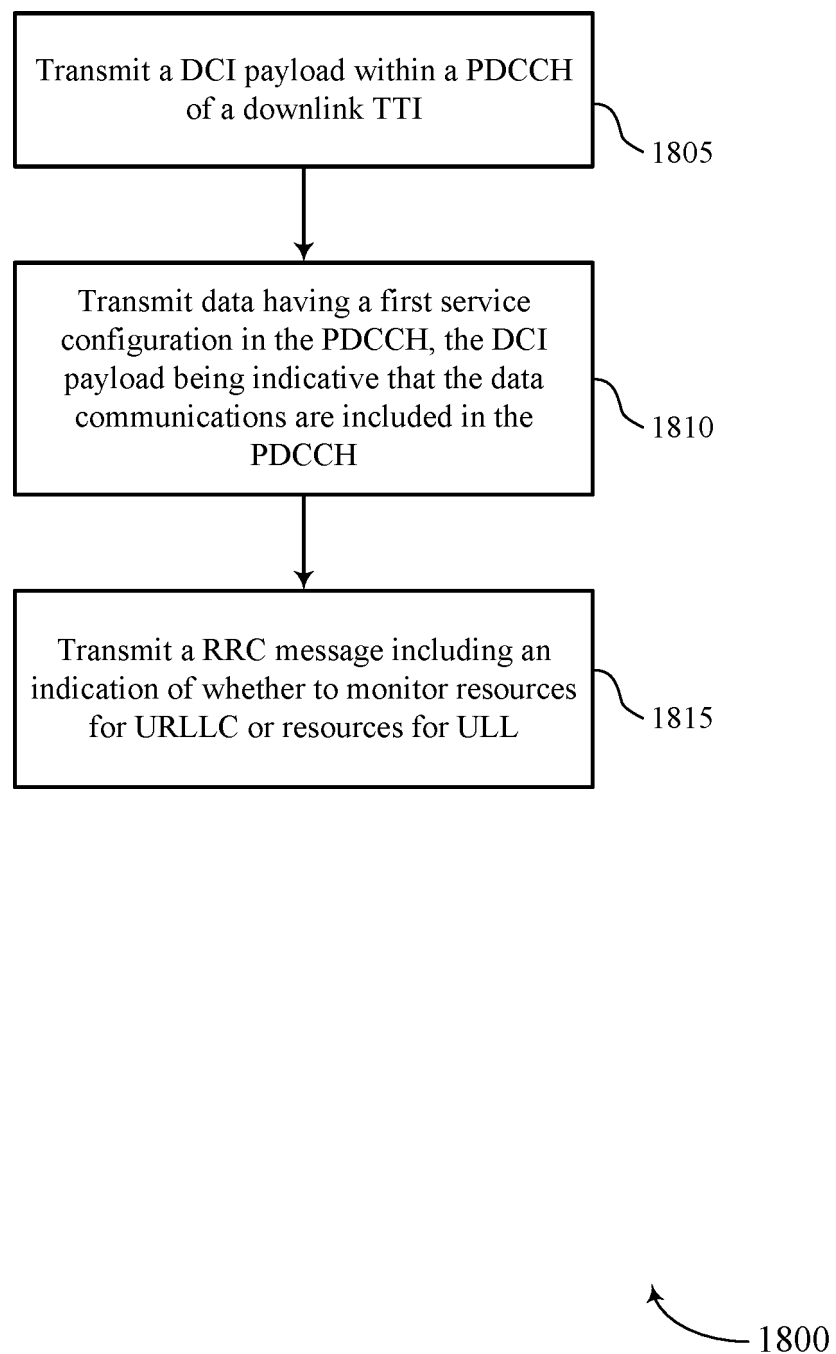 Transmit a DCI payload within a PDCCH
of a downlink TTI
1805
Transmit data having a first service
configuration in the PDCCH, the DCI
payload being indicative that the data
communications are included in the
PDCCH
1810
Transmit a RRC message including an
indication of whether to monitor resources
for URLLC or resources for ULL
1815
1800